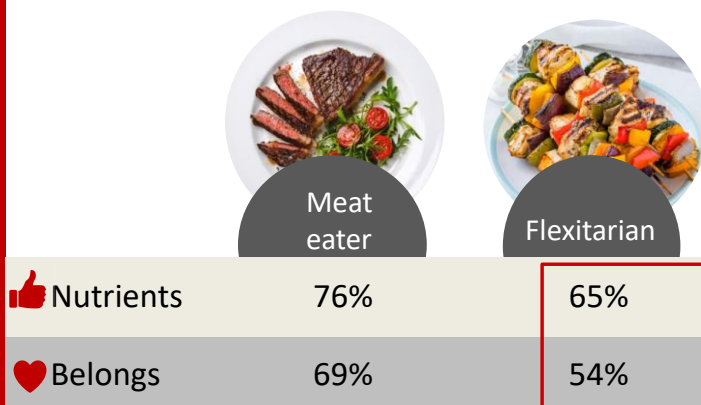 Meat
eater
Flexitarian
Nutrients 76% 65%
Belongs 69% 54%